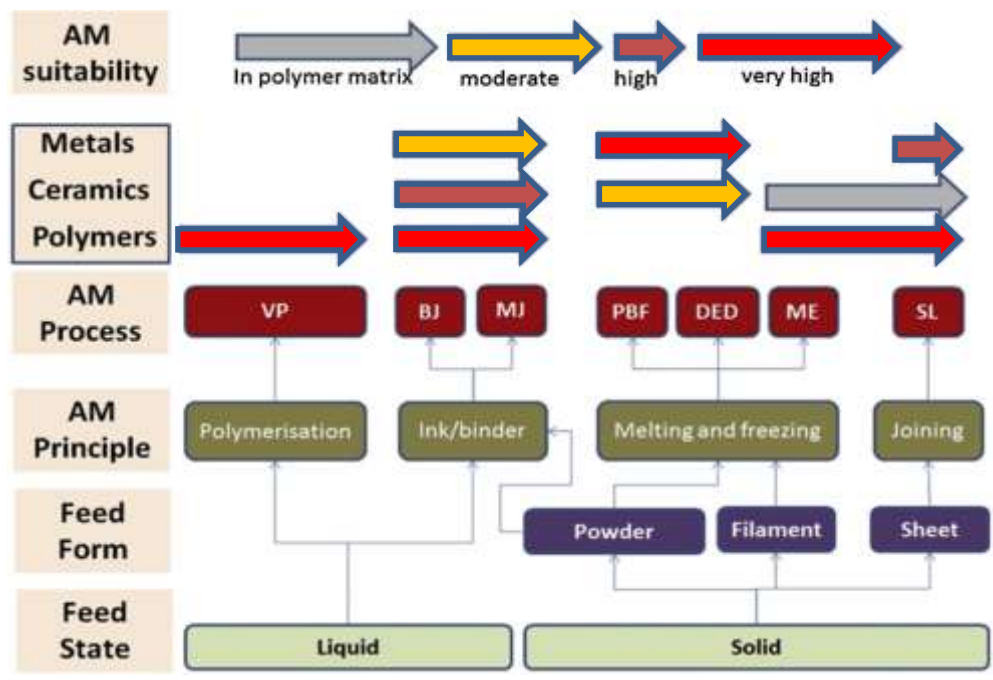 AM
suitability
In polymer matrix
moderate
high
very high
Metals
Ceramics
Polymers
AM
Process
VP
BJ
MJ
PBF
DED
ME
SL
AM
Principle
Polymerisation
Ink/binder
Melting and freezing
Joining
Feed
Form
Powder
Filament
Sheet
Feed
State
Liquid
Solid